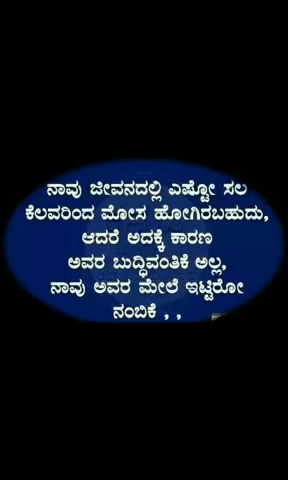 ನಾವು ಜೀವನದಲ್ಲಿ ಎಷ್ಟೋ ಸಲ
ಕೆಲವರಿಂದ ಮೋಸ ಹೋಗಿರಬಹುದು,
ಆದರೆ ಅದಕ್ಕೆ ಕಾರಣ
ಅವರ ಬುದ್ಧಿವಂತಿಕೆ ಅಲ್ಲ,
ನಾವು ಅವರ ಮೇಲೆ ಇಟ್ಟಿರೋ
ನಂಬಿಕೆ , ,